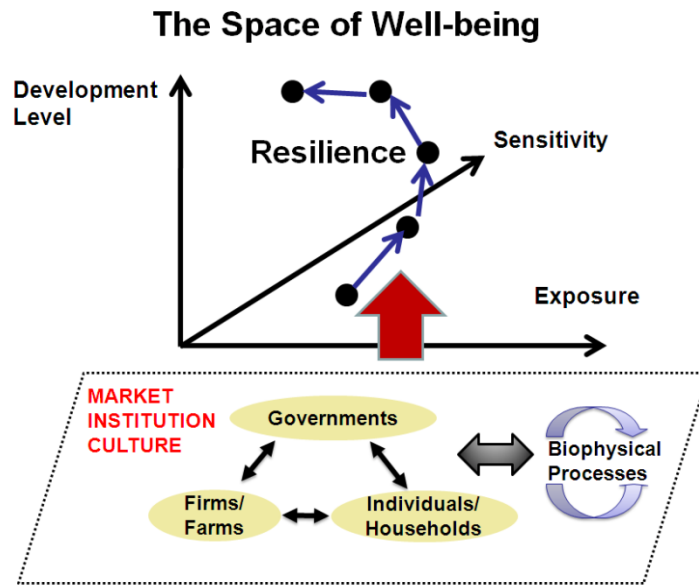 The Space of Well-being
Development
Level
Sensitivity
Resilience
Exposure
MARKET
INSTITUTION
CULTURE
Governments
Biophysical
Processes
Firms/
Farms
Individuals/
Households